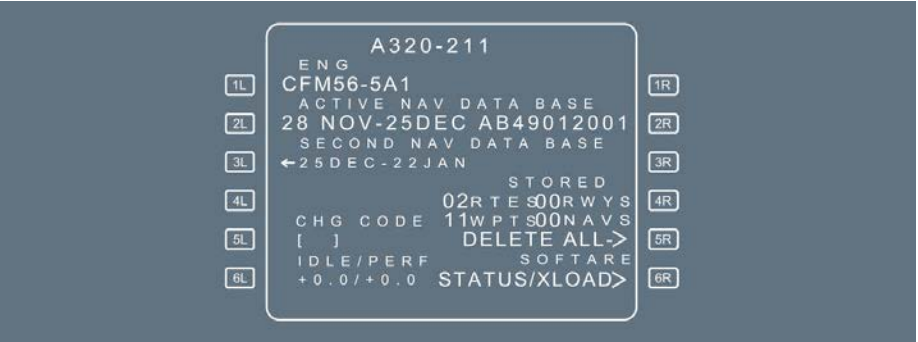 A320-211
ENG
1L CFM56-5A1 1R
ACTIVE NAV DATA BASE
2L 28 NOV-25DEC AB49012001 2R
SECOND NAV DATA BASE
3L ←25DEC-22JAN 3R
STORED
4L 02RTES00RWYS 4R
CHG CODE 11WPTS00NAVS
5L [ ] DELETE ALL-> 5R
IDLE/PERF SOFTARE
6L +0.0/+0.0 STATUS/XLOAD> 6R